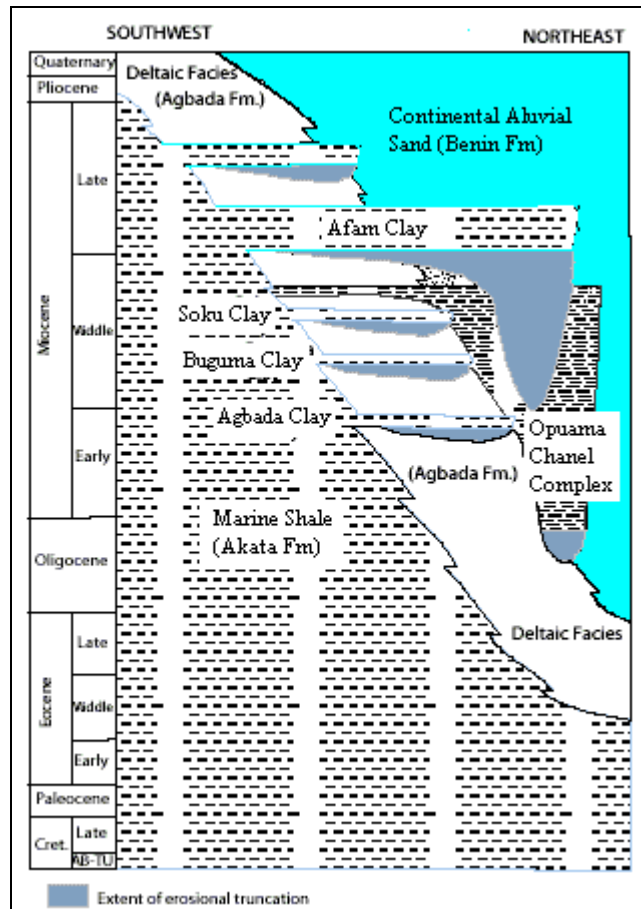 SOUTHWEST
NORTHEAST
Quaternary
Pliocene
Miocene
Late
Middle
Early
Oligocene
Eocene
Late
Middle
Early
Paleocene
Cret.
Late
AB-TU
Deltaic Facies
(Agbada Fm.)
Continental Aluvial
Sand (Benin Fm)
Afam Clay
Soku Clay
Buguma Clay
Agbada Clay
(Agbada Fm.)
Opuama
Chanel
Complex
Marine Shale
(Akata Fm)
Deltaic Facies
Extent of erosional truncation